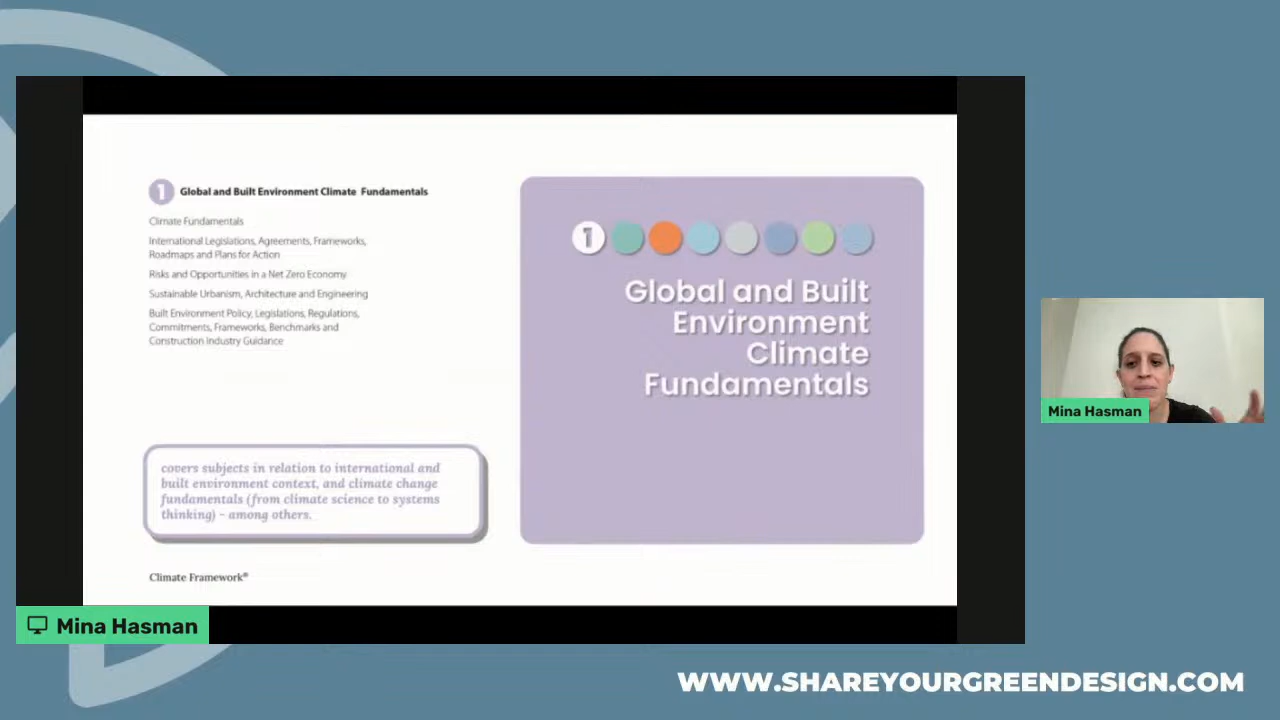 1 Global and Built Environment Climate Fundamentals
Climate Fundamentals
International Legislations, Agreements, Frameworks,
Roadmaps and Plans for Action
Risks and Opportunities in a Net Zero Economy
Sustainable Urbanism, Architecture and Engineering
Built Environment Policy, Legislations, Regulations,
Commitments, Frameworks, Benchmarks and
Construction Industry Guidance
covers subjects in relation to international and
built environment context, and climate change
fundamentals (from climate science to systems
thinking) - among others.
Climate Framework®
1
Global and Built
Environment
Climate
Fundamentals
Mina Hasman
Mina Hasman
WWW.SHAREYOURGREENDESIGN.COM